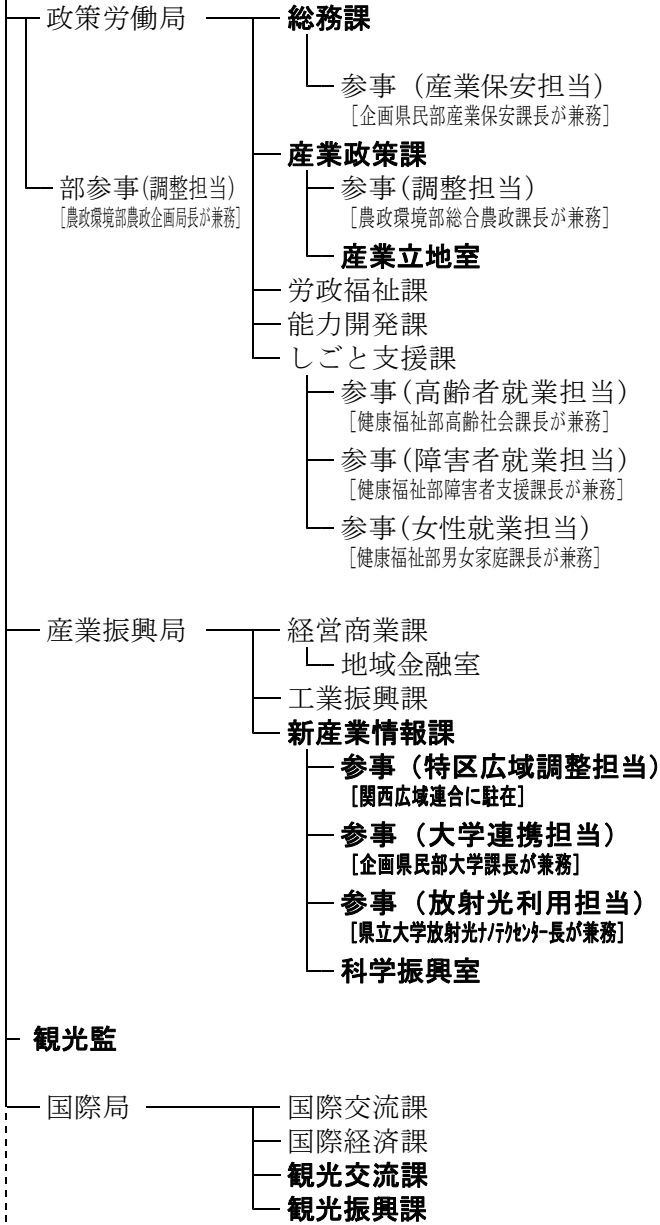 政策労働局
総務課
参事（産業保安担当）
［企画県民部産業保安課長が兼務］
産業政策課
部参事(調整担当)
［農政環境部農政企画局長が兼務］
参事(調整担当)
［農政環境部総合農政課長が兼務］
産業立地室
労政福祉課
能力開発課
しごと支援課
参事(高齢者就業担当)
［健康福祉部高齢社会課長が兼務］
参事(障害者就業担当)
［健康福祉部障害者支援課長が兼務］
参事(女性就業担当)
［健康福祉部男女家庭課長が兼務］
産業振興局
経営商業課
地域金融室
工業振興課
新産業情報課
参事（特区広域調整担当）
［関西広域連合に駐在］
参事（大学連携担当）
［企画県民部大学課長が兼務］
参事（放射光利用担当）
［県立大学放射光ﾅﾉﾃｸｾﾝﾀｰ長が兼務］
科学振興室
観光監
国際局
国際交流課
国際経済課
観光交流課
観光振興課